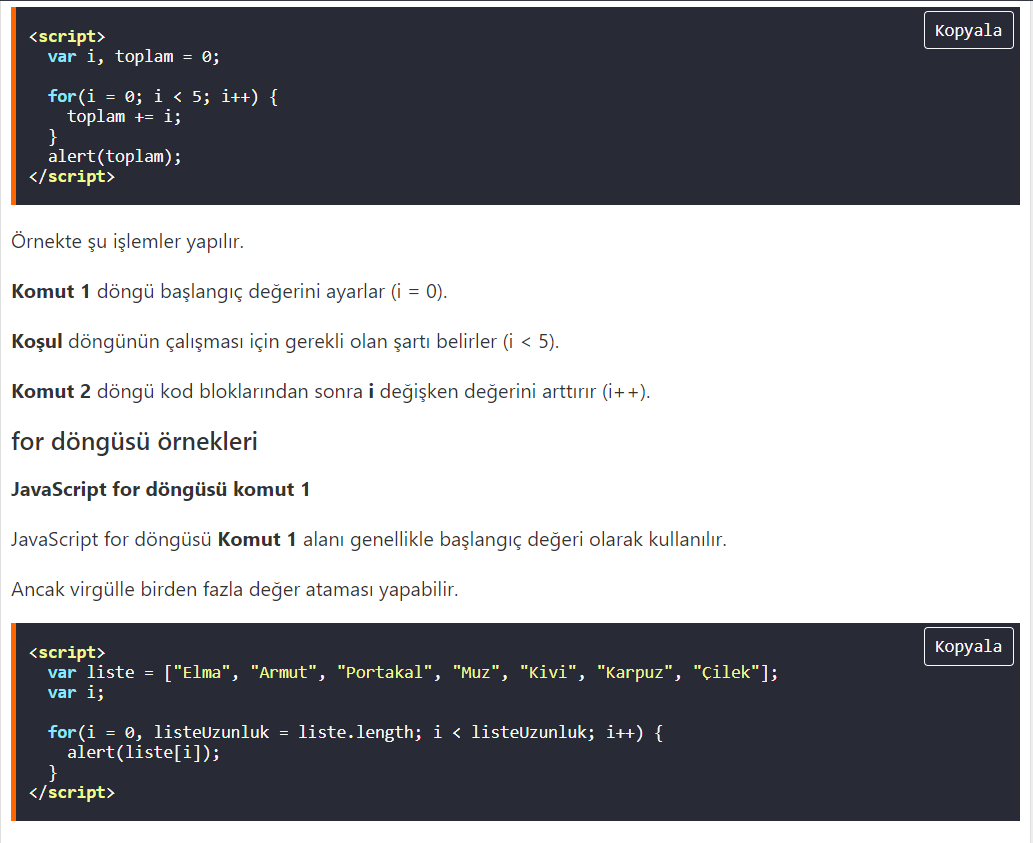 Kopyala
<script>
var i, toplam = 0;
for(i = 0; i < 5; i++) {
toplam += i;
}
alert(toplam);
</script>
Örnekte şu işlemler yapılır.
Komut 1 döngü başlangıç değerini ayarlar (i = 0).
Koşul döngünün çalışması için gerekli olan şartı belirler (i < 5).
Komut 2 döngü kod bloklarından sonra i değişken değerini arttırır (i++).
for döngüsü örnekleri
JavaScript for döngüsü komut 1
JavaScript for döngüsü Komut 1 alanı genellikle başlangıç değeri olarak kullanılır.
Ancak virgülle birden fazla değer ataması yapabilir.
Kopyala
<script>
var liste = ["Elma", "Armut", "Portakal", "Muz", "Kivi", "Karpuz", "Çilek"];
var i;
for(i = 0, listeUzunluk = liste.length; i < listeUzunluk; i++) {
alert(liste[i]);
}
</script>